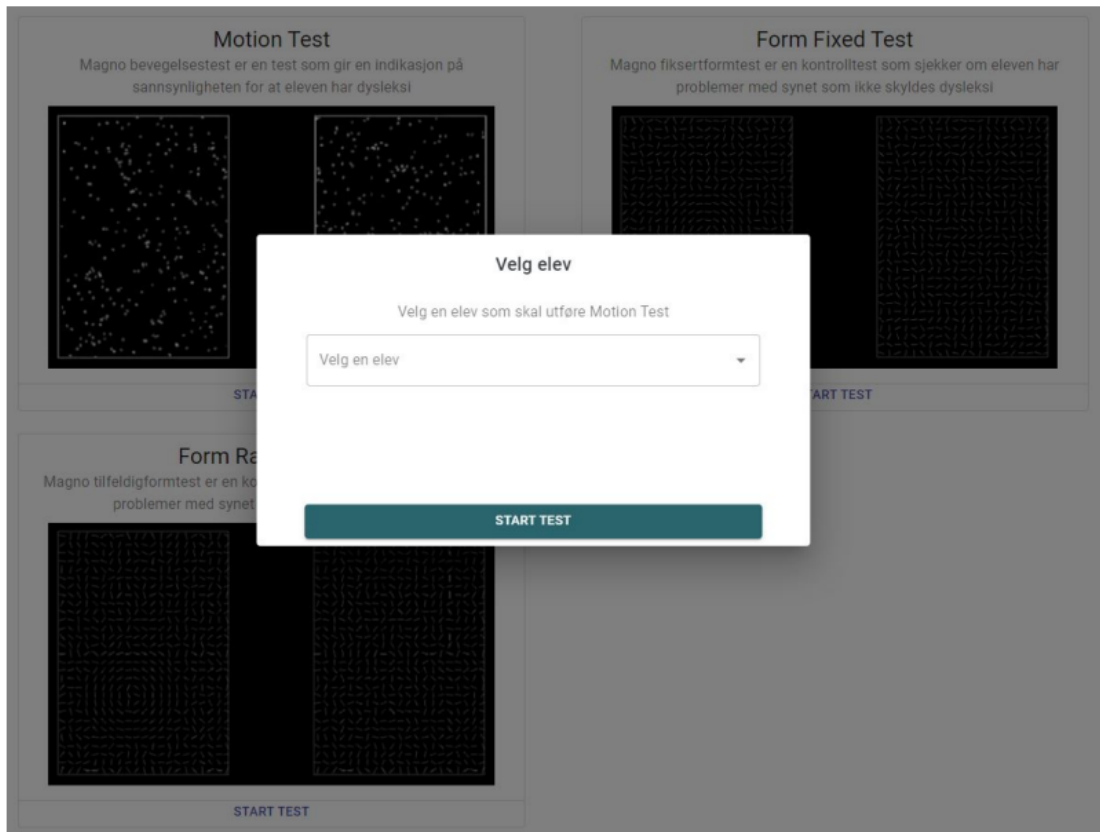 Motion Test
Magno bevegelsestest er en test som gir en indikasjon på
sannsynligheten for at eleven har dysleksi
Form Fixed Test
Magno fiksertformtest er en kontrolltest som sjekker om eleven har
problemer med synet som ikke skyldes dysleksi
Velg elev
Velg en elev som skal utføre Motion Test
Velg en elev
START TEST
STA
ART TEST
Form Ra
Magno tilfeldigformtest er en ko
problemer med synet
START TEST